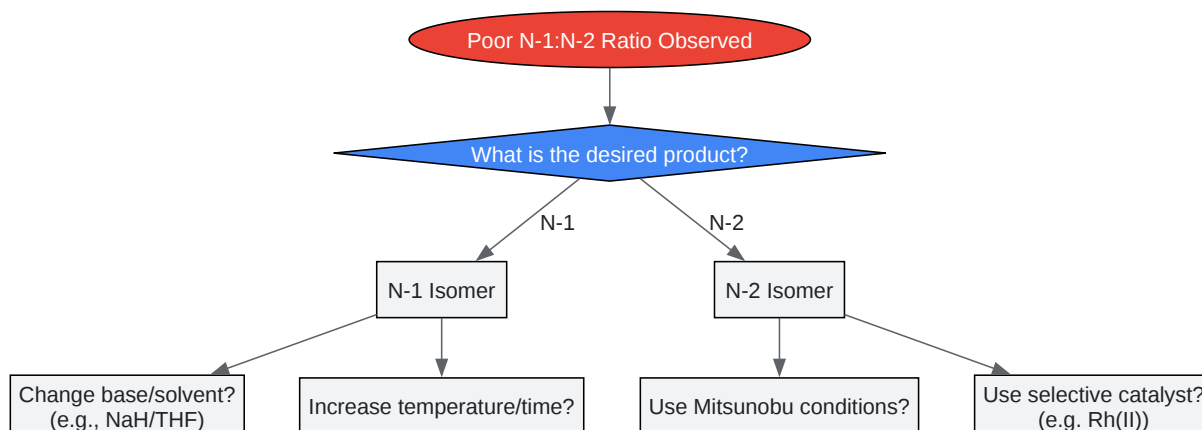 Poor N-1:N-2 Ratio Observed
What is the desired product?
N-1
N-2
N-1 Isomer
N-2 Isomer
Change base/solvent?
(e.g., NaH/THF)
Increase temperature/time?
Use Mitsunobu conditions?
Use selective catalyst?
(e.g. Rh(II))